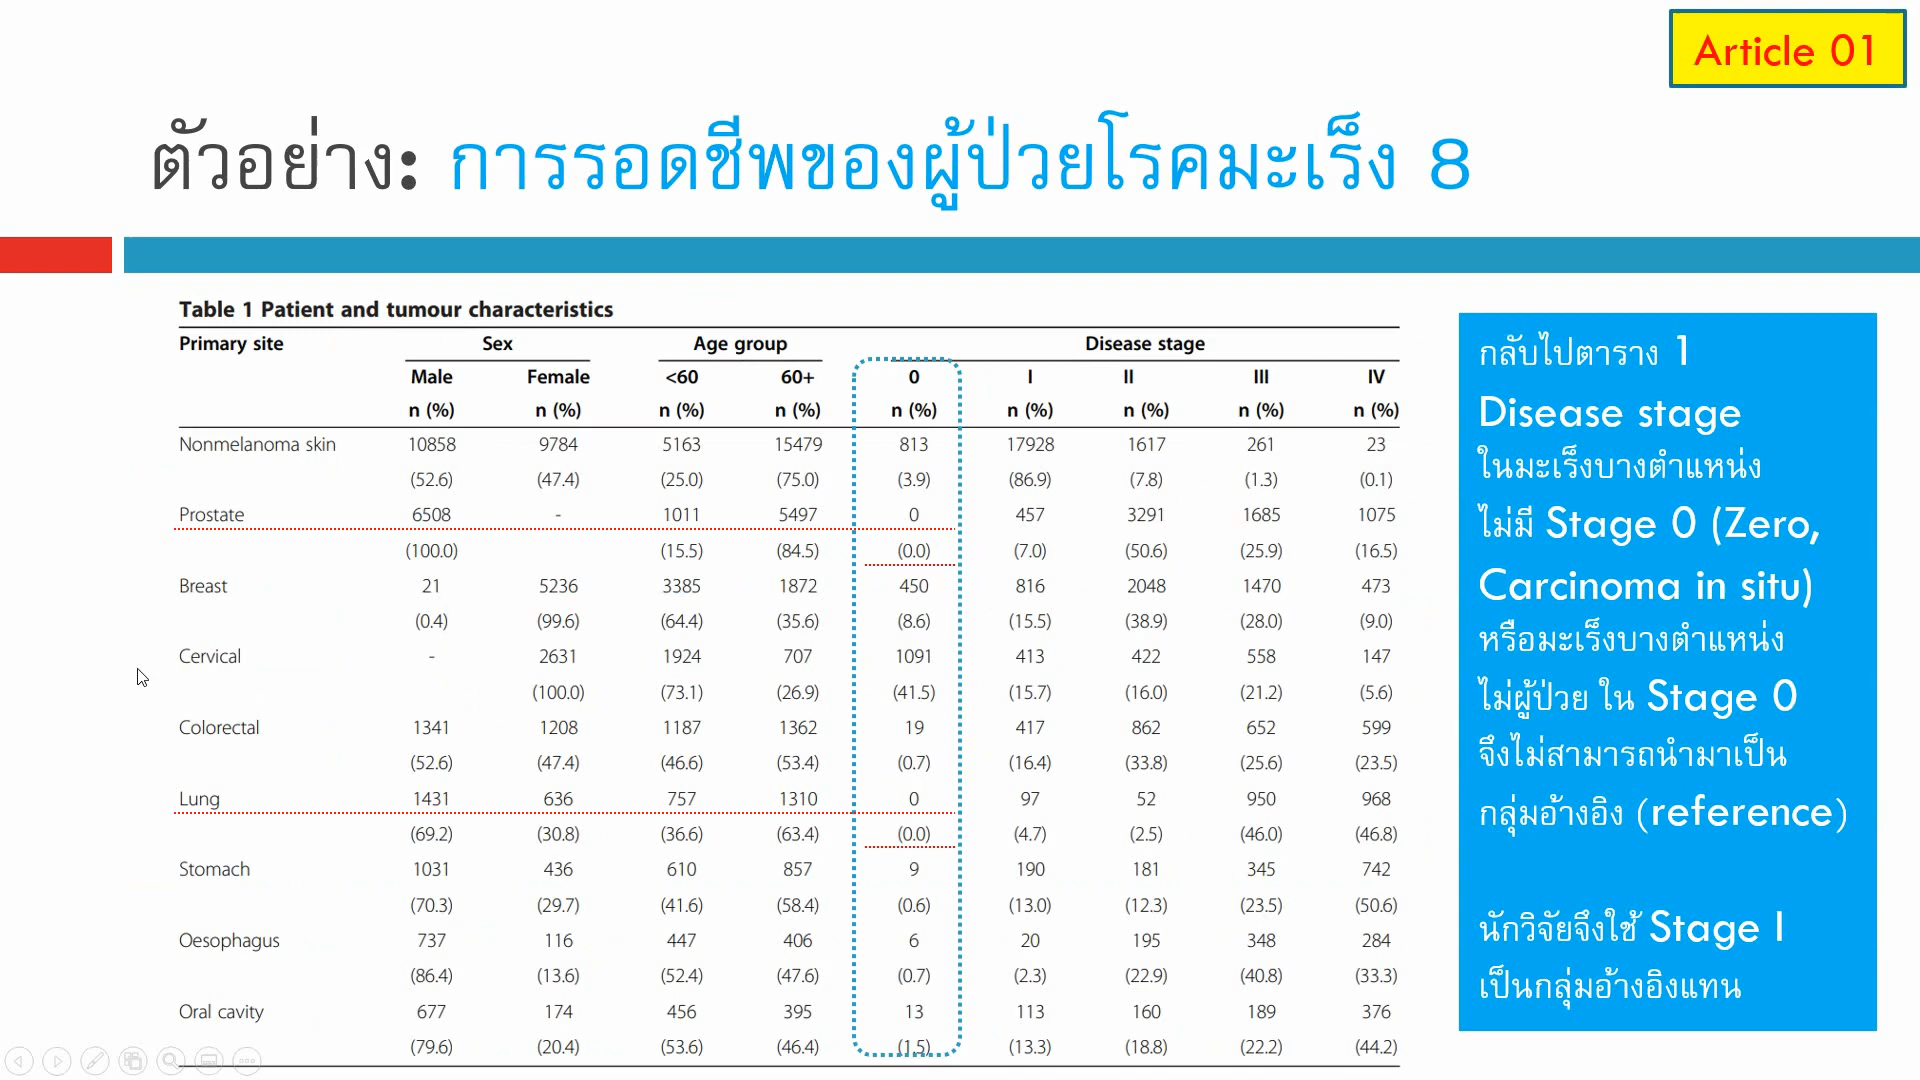 Article 01
ตัวอย่าง: การรอดชีพของผู้ป่วยโรคมะเร็ง 8
Table 1 Patient and tumour characteristics
Primary site Sex Age group Disease stage
Male Female <60 60+ 0 I II III IV
n (%) n (%) n (%) n (%) n (%) n (%) n (%) n (%) n (%)
Nonmelanoma skin 10858 9784 5163 15479 813 17928 1617 261 23
(52.6) (47.4) (25.0) (75.0) (3.9) (86.9) (7.8) (1.3) (0.1)
Prostate 6508 - 1011 5497 0 457 3291 1685 1075
(100.0) (15.5) (84.5) (0.0) (7.0) (50.6) (25.9) (16.5)
Breast 21 5236 3385 1872 450 816 2048 1470 473
(0.4) (99.6) (64.4) (35.6) (8.6) (15.5) (38.9) (28.0) (9.0)
Cervical - 2631 1924 707 1091 413 422 558 147
(100.0) (73.1) (26.9) (41.5) (15.7) (16.0) (21.2) (5.6)
Colorectal 1341 1208 1187 1362 19 417 862 652 599
(52.6) (47.4) (46.6) (53.4) (0.7) (16.4) (33.8) (25.6) (23.5)
Lung 1431 636 757 1310 0 97 52 950 968
(69.2) (30.8) (36.6) (63.4) (0.0) (4.7) (2.5) (46.0) (46.8)
Stomach 1031 436 610 857 9 190 181 345 742
(70.3) (29.7) (41.6) (58.4) (0.6) (13.0) (12.3) (23.5) (50.6)
Oesophagus 737 116 447 406 6 20 195 348 284
(86.4) (13.6) (52.4) (47.6) (0.7) (2.3) (22.9) (40.8) (33.3)
Oral cavity 677 174 456 395 13 113 160 189 376
(79.6) (20.4) (53.6) (46.4) (1.5) (13.3) (18.8) (22.2) (44.2)
กลับไปตาราง 1
Disease stage
ในมะเร็งบางตำแหน่ง
ไม่มี Stage 0 (Zero,
Carcinoma in situ)
หรือมะเร็งบางตำแหน่ง
ไม่ผู้ป่วย ใน Stage 0
จึงไม่สามารถนำมาเป็น
กลุ่มอ้างอิง (reference)
นักวิจัยจึงใช้ Stage I
เป็นกลุ่มอ้างอิงแทน